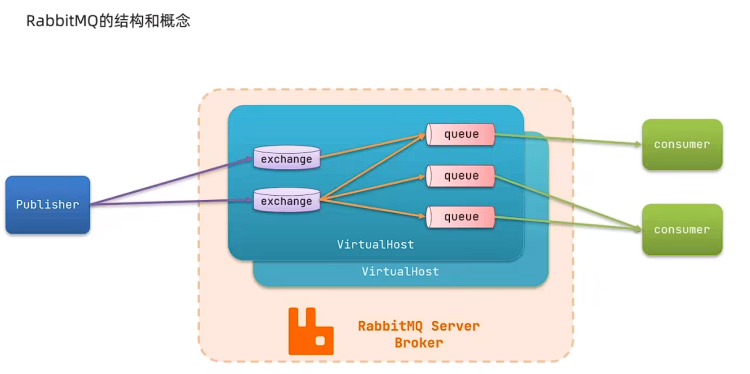 RabbitMQ的结构和概念
queue
exchange
consumer
queue
exchange
Publisher
queue
consumer
VirtualHost
VirtualHost
RabbitMQ Server
Broker